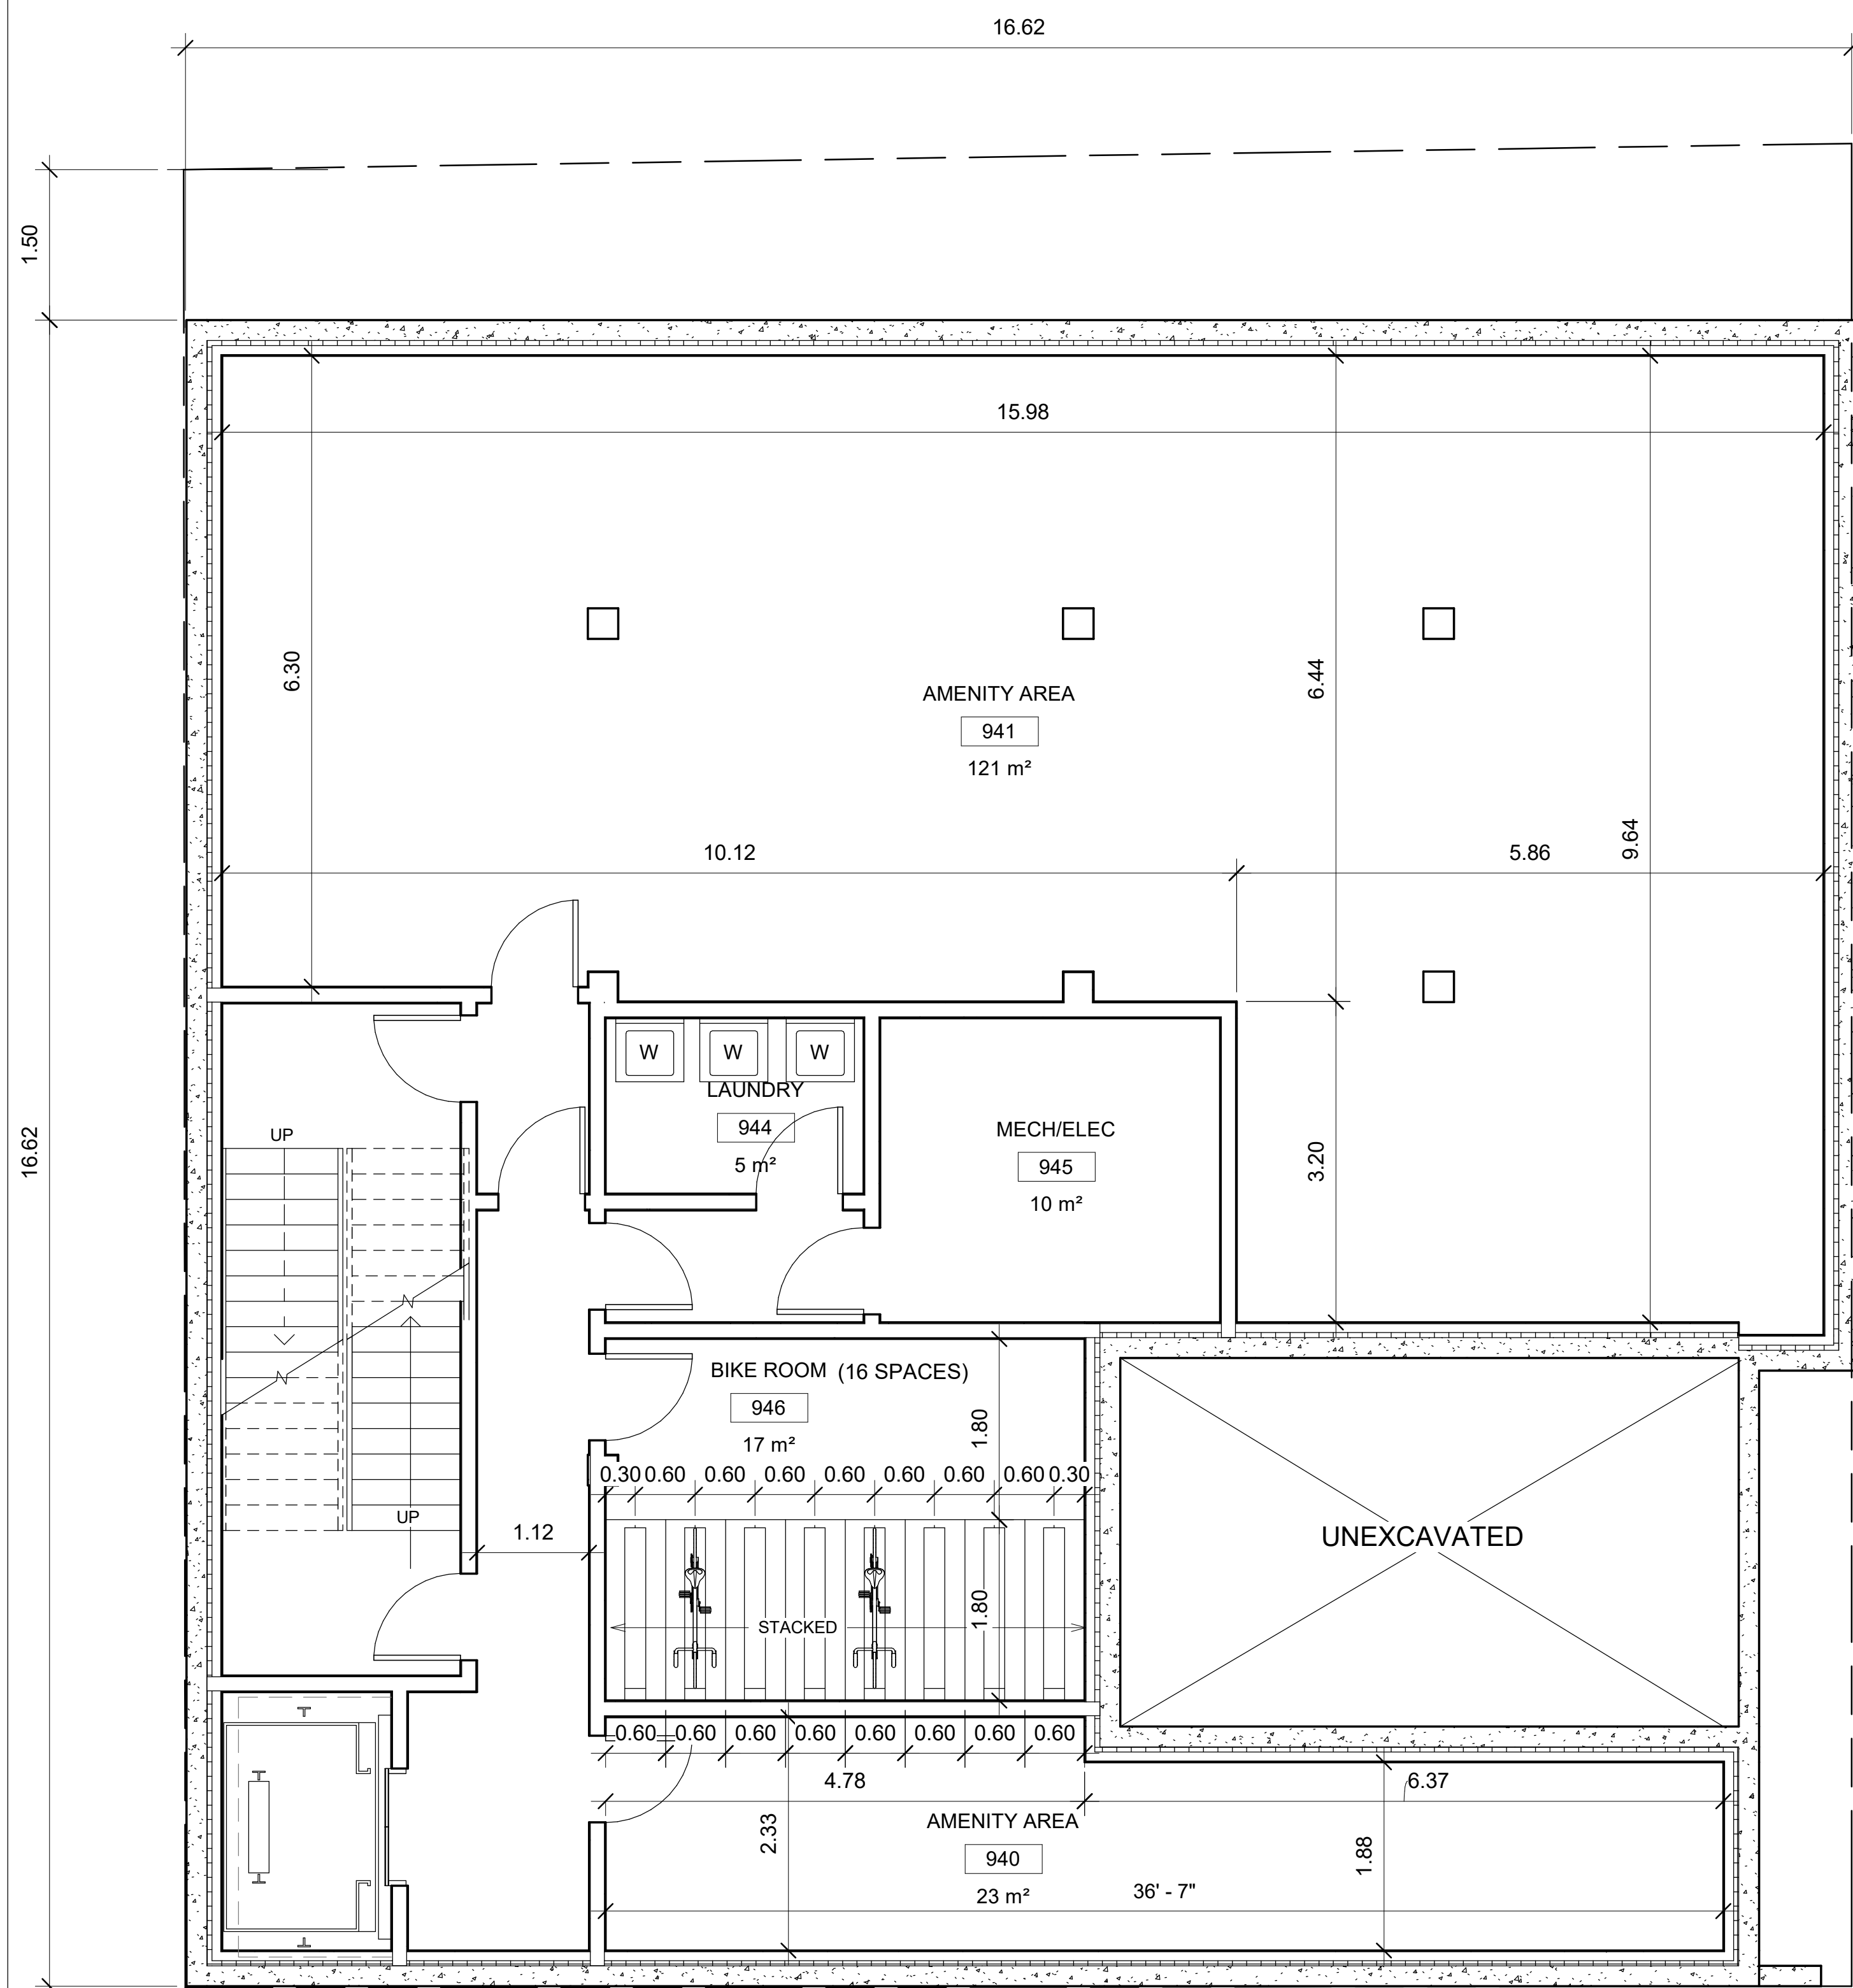 16.62
1.50
15.98
6.30
6.44
AMENITY AREA
941
121 m²
9.64
10.12
5.86
W
W
W
LAUNDRY
944
5 m²
MECH/ELEC
945
10 m²
UP
3.20
16.62
BIKE ROOM (16 SPACES)
946
17 m²
1.80
0.30 0.60 0.60 0.60 0.60 0.60 0.60 0.60 0.30
UP
1.12
UNEXCAVATED
1.80
STACKED
0.60 0.60 0.60 0.60 0.60 0.60 0.60 0.60
4.78
6.37
2.33
AMENITY AREA
940
23 m²
1.88
36' - 7"